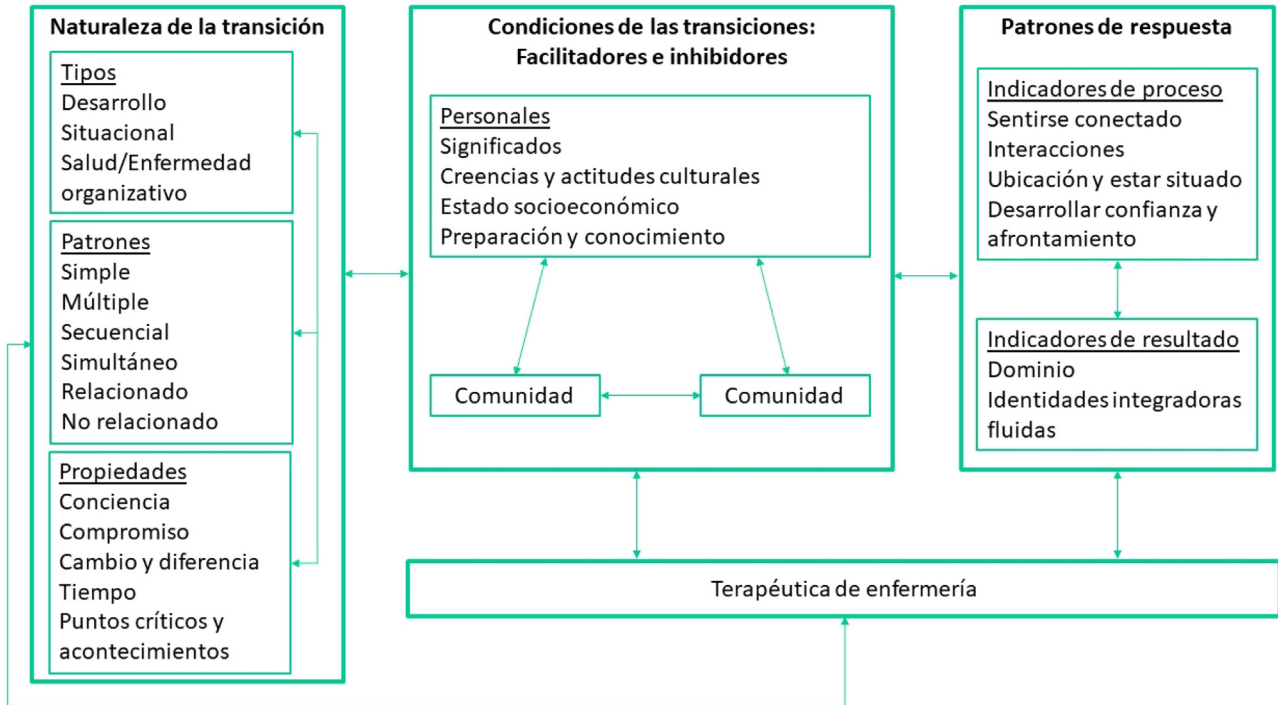 Naturaleza de la transición
Tipos
Desarrollo
Situacional
Salud/Enfermedad
organizativo
Patrones
Simple
Múltiple
Secuencial
Simultáneo
Relacionado
No relacionado
Propiedades
Conciencia
Compromiso
Cambio y diferencia
Tiempo
Puntos críticos y
acontecimientos
Condiciones de las transiciones:
Facilitadores e inhibidores
Personales
Significados
Creencias y actitudes culturales
Estado socioeconómico
Preparación y conocimiento
Comunidad
Comunidad
Patrones de respuesta
Indicadores de proceso
Sentirse conectado
Interacciones
Ubicación y estar situado
Desarrollar confianza y
afrontamiento
Indicadores de resultado
Dominio
Identidades integradoras
fluidas
Terapéutica de enfermería